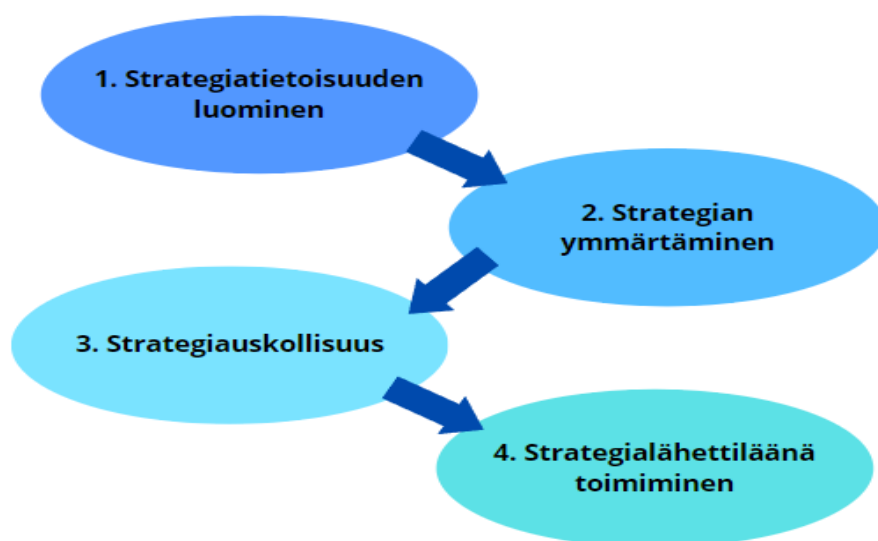 1. Strategiatietoisuuden
luominen
2. Strategian
ymmärtäminen
3. Strategiauskollisuus
4. Strategialähettiläänä
toimiminen